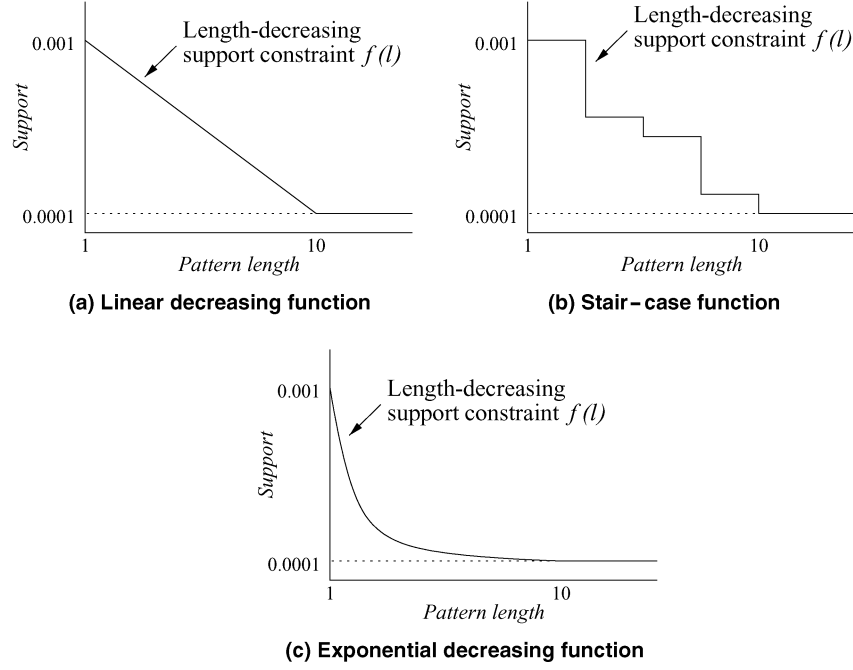 Length-decreasing
support constraint f(l)
0.001
Support
0.0001
1
10
Pattern length
(a) Linear decreasing function
Length-decreasing
support constraint f(l)
0.001
Support
0.0001
1
10
Pattern length
(b) Stair-case function
Length-decreasing
support constraint f(l)
0.001
Support
0.0001
1
10
Pattern length
(c) Exponential decreasing function